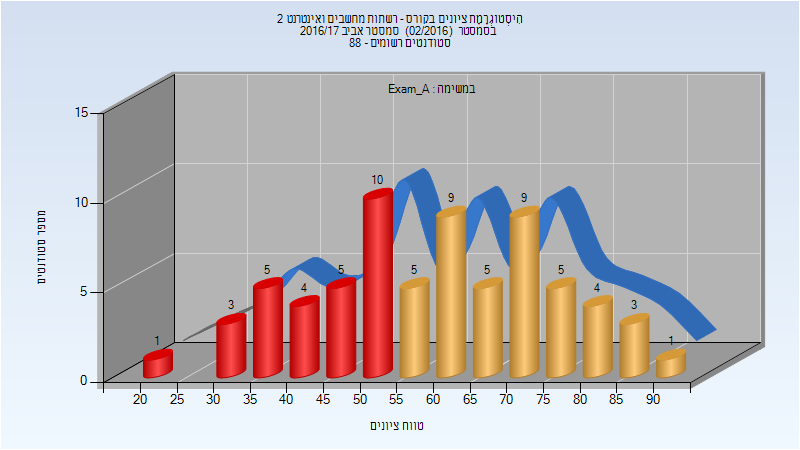 הִיסְטוֹגְרָמַת ציונים בקורס - רשתות מחשבים ואינטרנט 2
בסמסטר (02/2016) סמסטר אביב 2016/17
סטודנטים רשומים - 88
במשימה : Exam_A
מספר סטודנטים
15
10
5
0
1
3
5
4
5
10
5
9
5
9
5
4
3
1
20 25 30 35 40 45 50 55 60 65 70 75 80 85 90
טווח ציונים